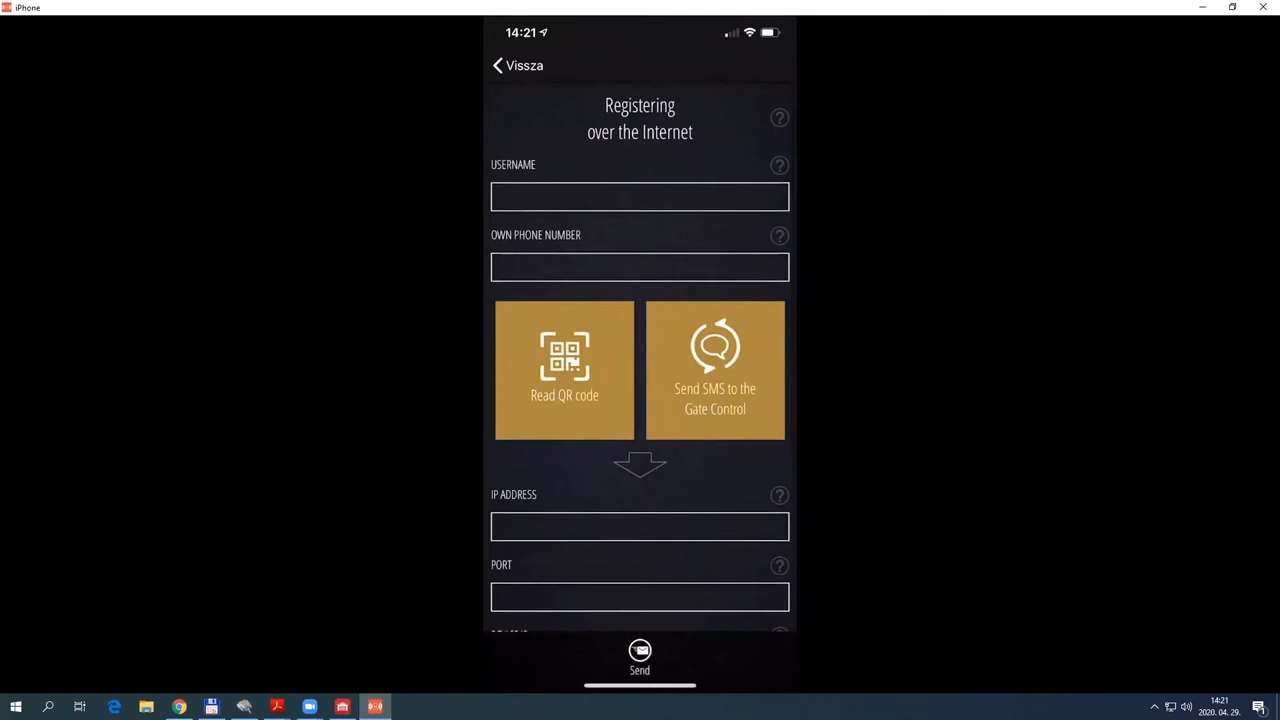 iPhone
14:21
Vissza
Registering
over the Internet
?
USERNAME
?
OWN PHONE NUMBER
?
Read QR code
Send SMS to the
Gate Control
IP ADDRESS
?
PORT
?
Send
14:21
2020. 04. 29.
1